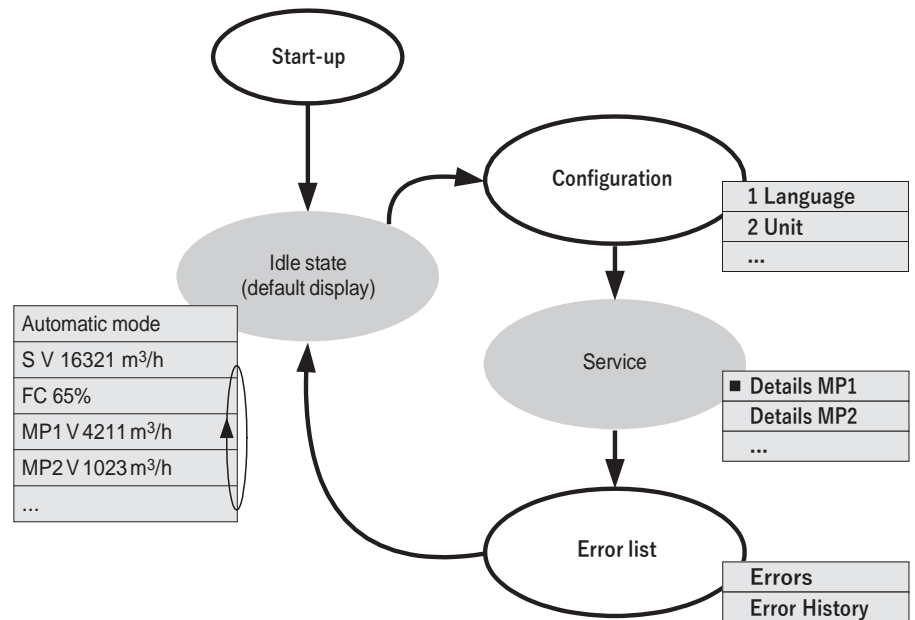 Start-up
Configuration
1 Language
2 Unit
...
Idle state
(default display)
Automatic mode
S V 16321 m³/h
FC 65%
MP1 V 4211 m³/h
MP2 V 1023 m³/h
...
Service
■ Details MP1
Details MP2
...
Error list
Errors
Error History